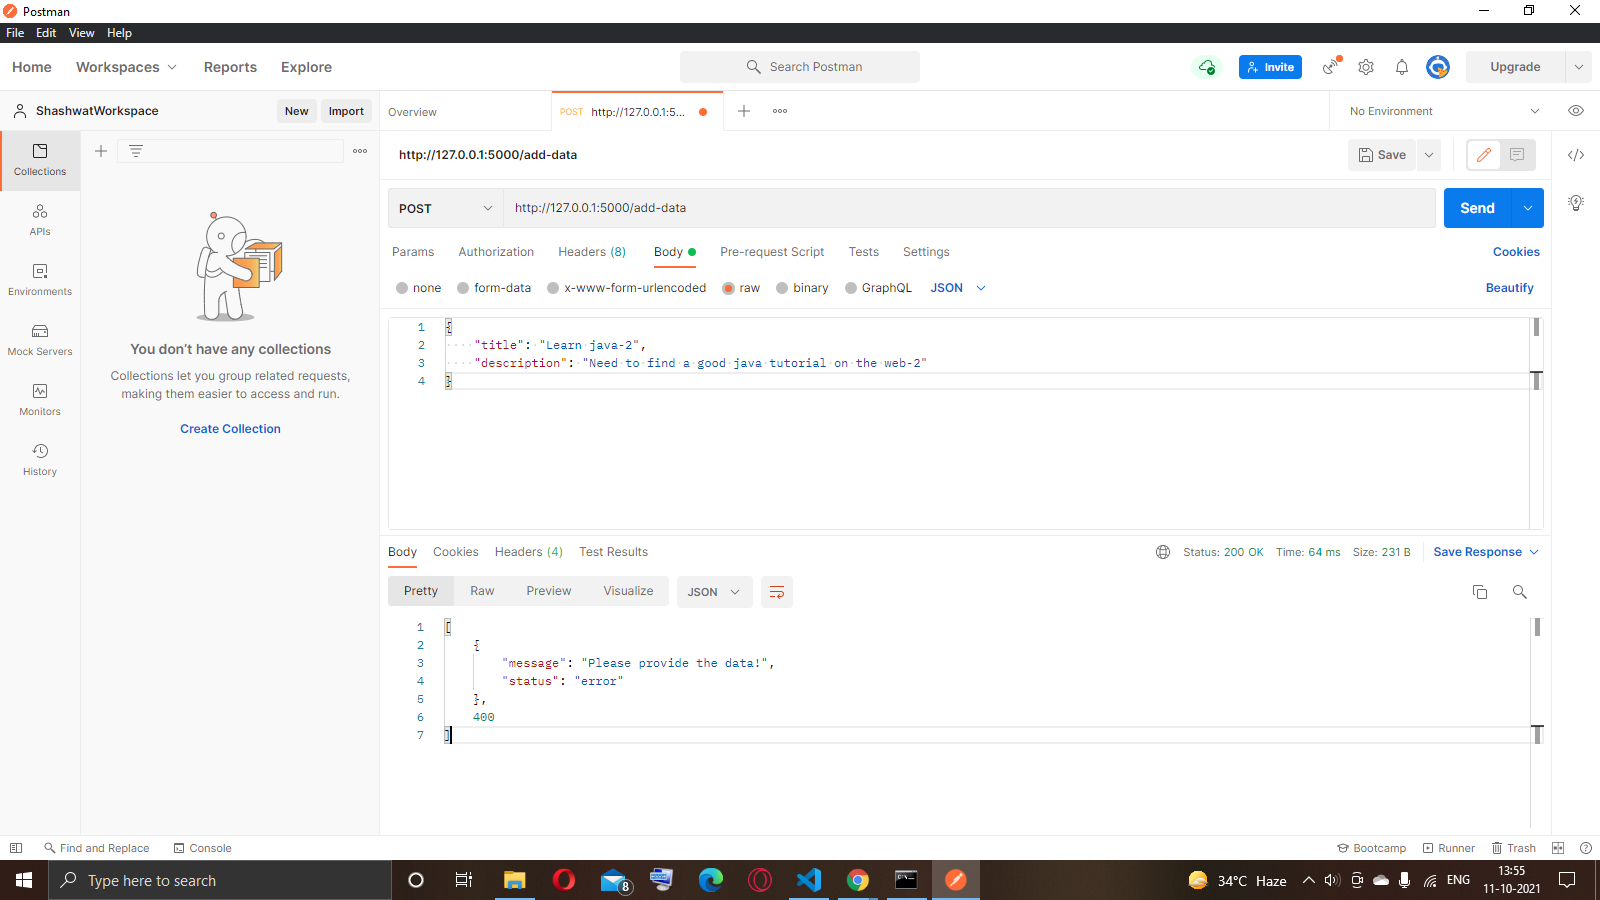 Postman
File Edit View Help
Home Workspaces Reports Explore Search Postman Invite Upgrade
ShashwatWorkspace New Import Overview POST http://127.0.0.1:5... No Environment
Collections
http://127.0.0.1:5000/add-data Save
POST http://127.0.0.1:5000/add-data Send
APIs
Params Authorization Headers (8) Body Pre-request Script Tests Settings Cookies
none form-data x-www-form-urlencoded raw binary GraphQL JSON Beautify
Environments
1 {
2 "title": "Learn java-2",
3 "description": "Need to find a good java tutorial on the web-2"
4 }
Mock Servers
You don't have any collections
Collections let you group related requests,
making them easier to access and run.
Create Collection
Monitors
History
Body Cookies Headers (4) Test Results Status: 200 OK Time: 64 ms Size: 231 B Save Response
Pretty Raw Preview Visualize JSON
1 [
2 {
3 "message": "Please provide the data!",
4 "status": "error"
5 },
6 400
7 ]
Find and Replace Console Bootcamp Runner Trash
Type here to search 8 34°C Haze ENG 13:55
11-10-2021